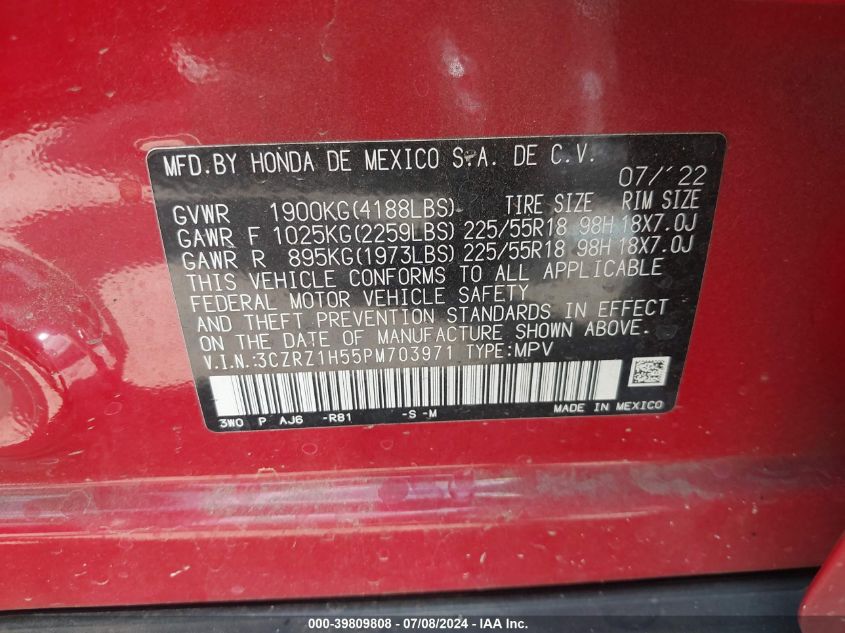 MFD.BY HONDA DE MEXICO S.A. DE C.V. 07/'22
GVWR 1900KG(4188LBS) TIRE SIZE RIM SIZE
GAWR F 1025KG(2259LBS) 225/55R18 98H 18X7.0J
GAWR R 895KG(1973LBS) 225/55R18 98H 18X7.0J
THIS VEHICLE CONFORMS TO ALL APPLICABLE
FEDERAL MOTOR VEHICLE SAFETY
AND THEFT PREVENTION STANDARDS IN EFFECT
ON THE DATE OF MANUFACTURE SHOWN ABOVE.
V.I.N.:3CZRZ1H55PM703971 TYPE:MPV
3W0 P AJ6 -R81 -S -M MADE IN MEXICO
000-39809808 - 07/08/2024 - IAA Inc.